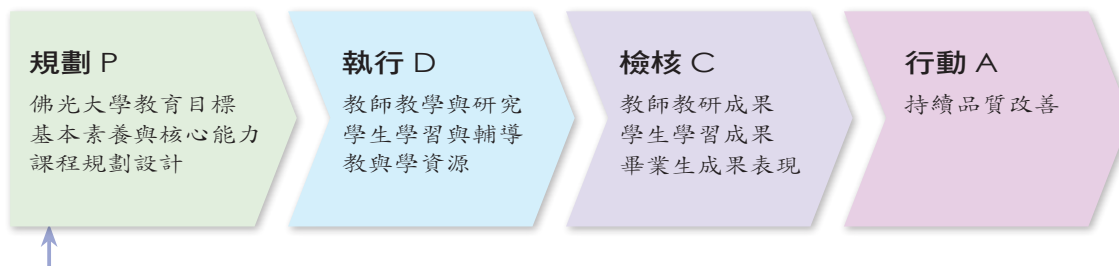 規劃 P
佛光大學教育目標
基本素養與核心能力
課程規劃設計
執行 D
教師教學與研究
學生學習與輔導
教與學資源
檢核 C
教師教研成果
學生學習成果
畢業生成果表現
行動 A
持續品質改善